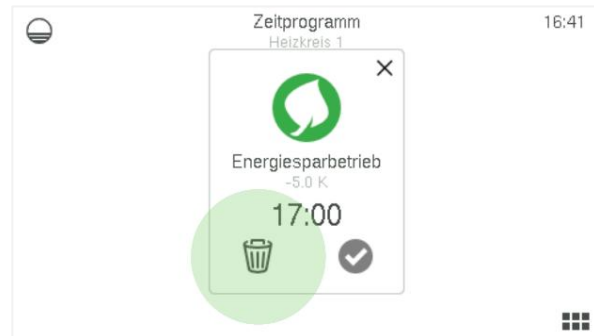 Zeitprogramm
16:41
Heizkreis 1
Energiesparbetrieb
-5.0 K
17:00